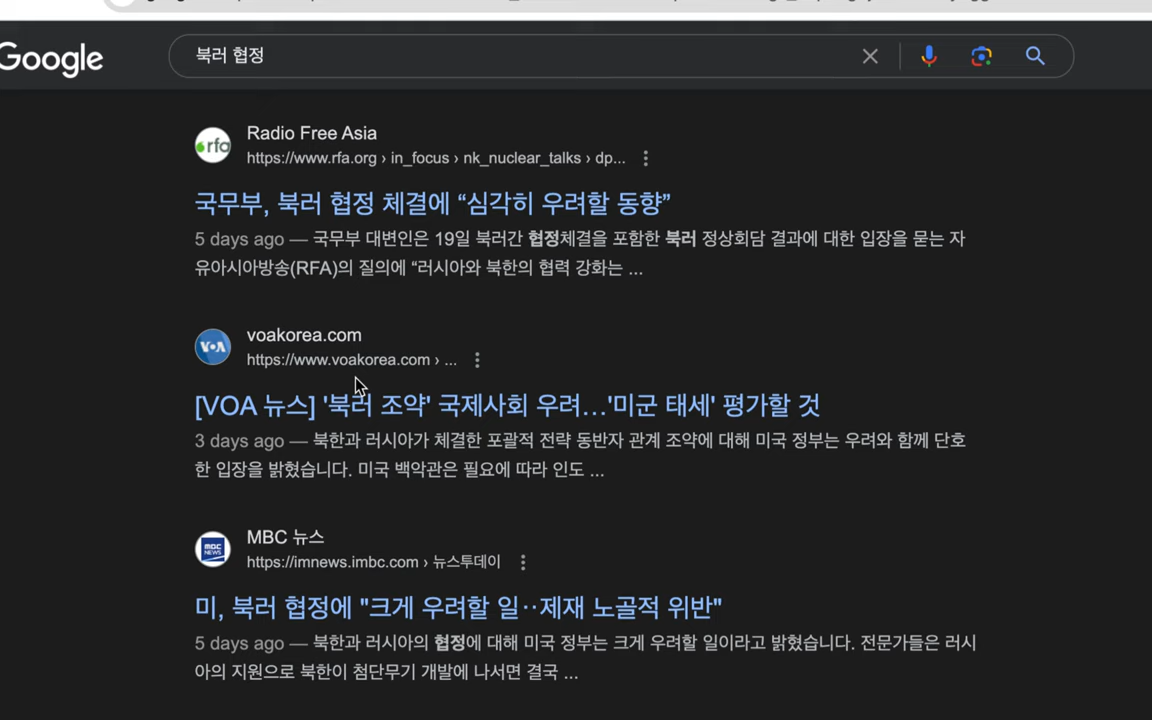 Google
북러 협정
Radio Free Asia
https://www.rfa.org › in_focus › nk_nuclear_talks › dp...
국무부, 북러 협정 체결에 “심각히 우려할 동향”
5 days ago — 국무부 대변인은 19일 북러간 협정체결을 포함한 북러 정상회담 결과에 대한 입장을 묻는 자
유아시아방송(RFA)의 질의에 “러시아와 북한의 협력 강화는 ...
voakorea.com
https://www.voakorea.com › ...
[VOA 뉴스] '북러 조약' 국제사회 우려…'미군 태세' 평가할 것
3 days ago — 북한과 러시아가 체결한 포괄적 전략 동반자 관계 조약에 대해 미국 정부는 우려와 함께 단호
한 입장을 밝혔습니다. 미국 백악관은 필요에 따라 인도 ...
MBC 뉴스
https://imnews.imbc.com › 뉴스투데이
미, 북러 협정에 "크게 우려할 일‥제재 노골적 위반"
5 days ago — 북한과 러시아의 협정에 대해 미국 정부는 크게 우려할 일이라고 밝혔습니다. 전문가들은 러시
아의 지원으로 북한이 첨단무기 개발에 나서면 결국 ...